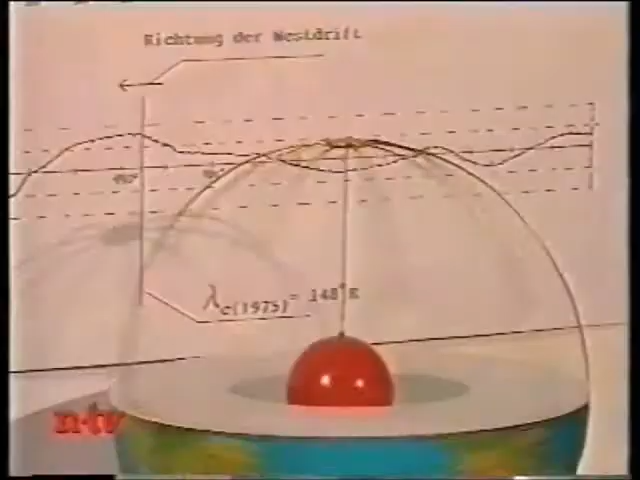 Richtung der Westdrift
λc(1975)= 148°E
n-tv